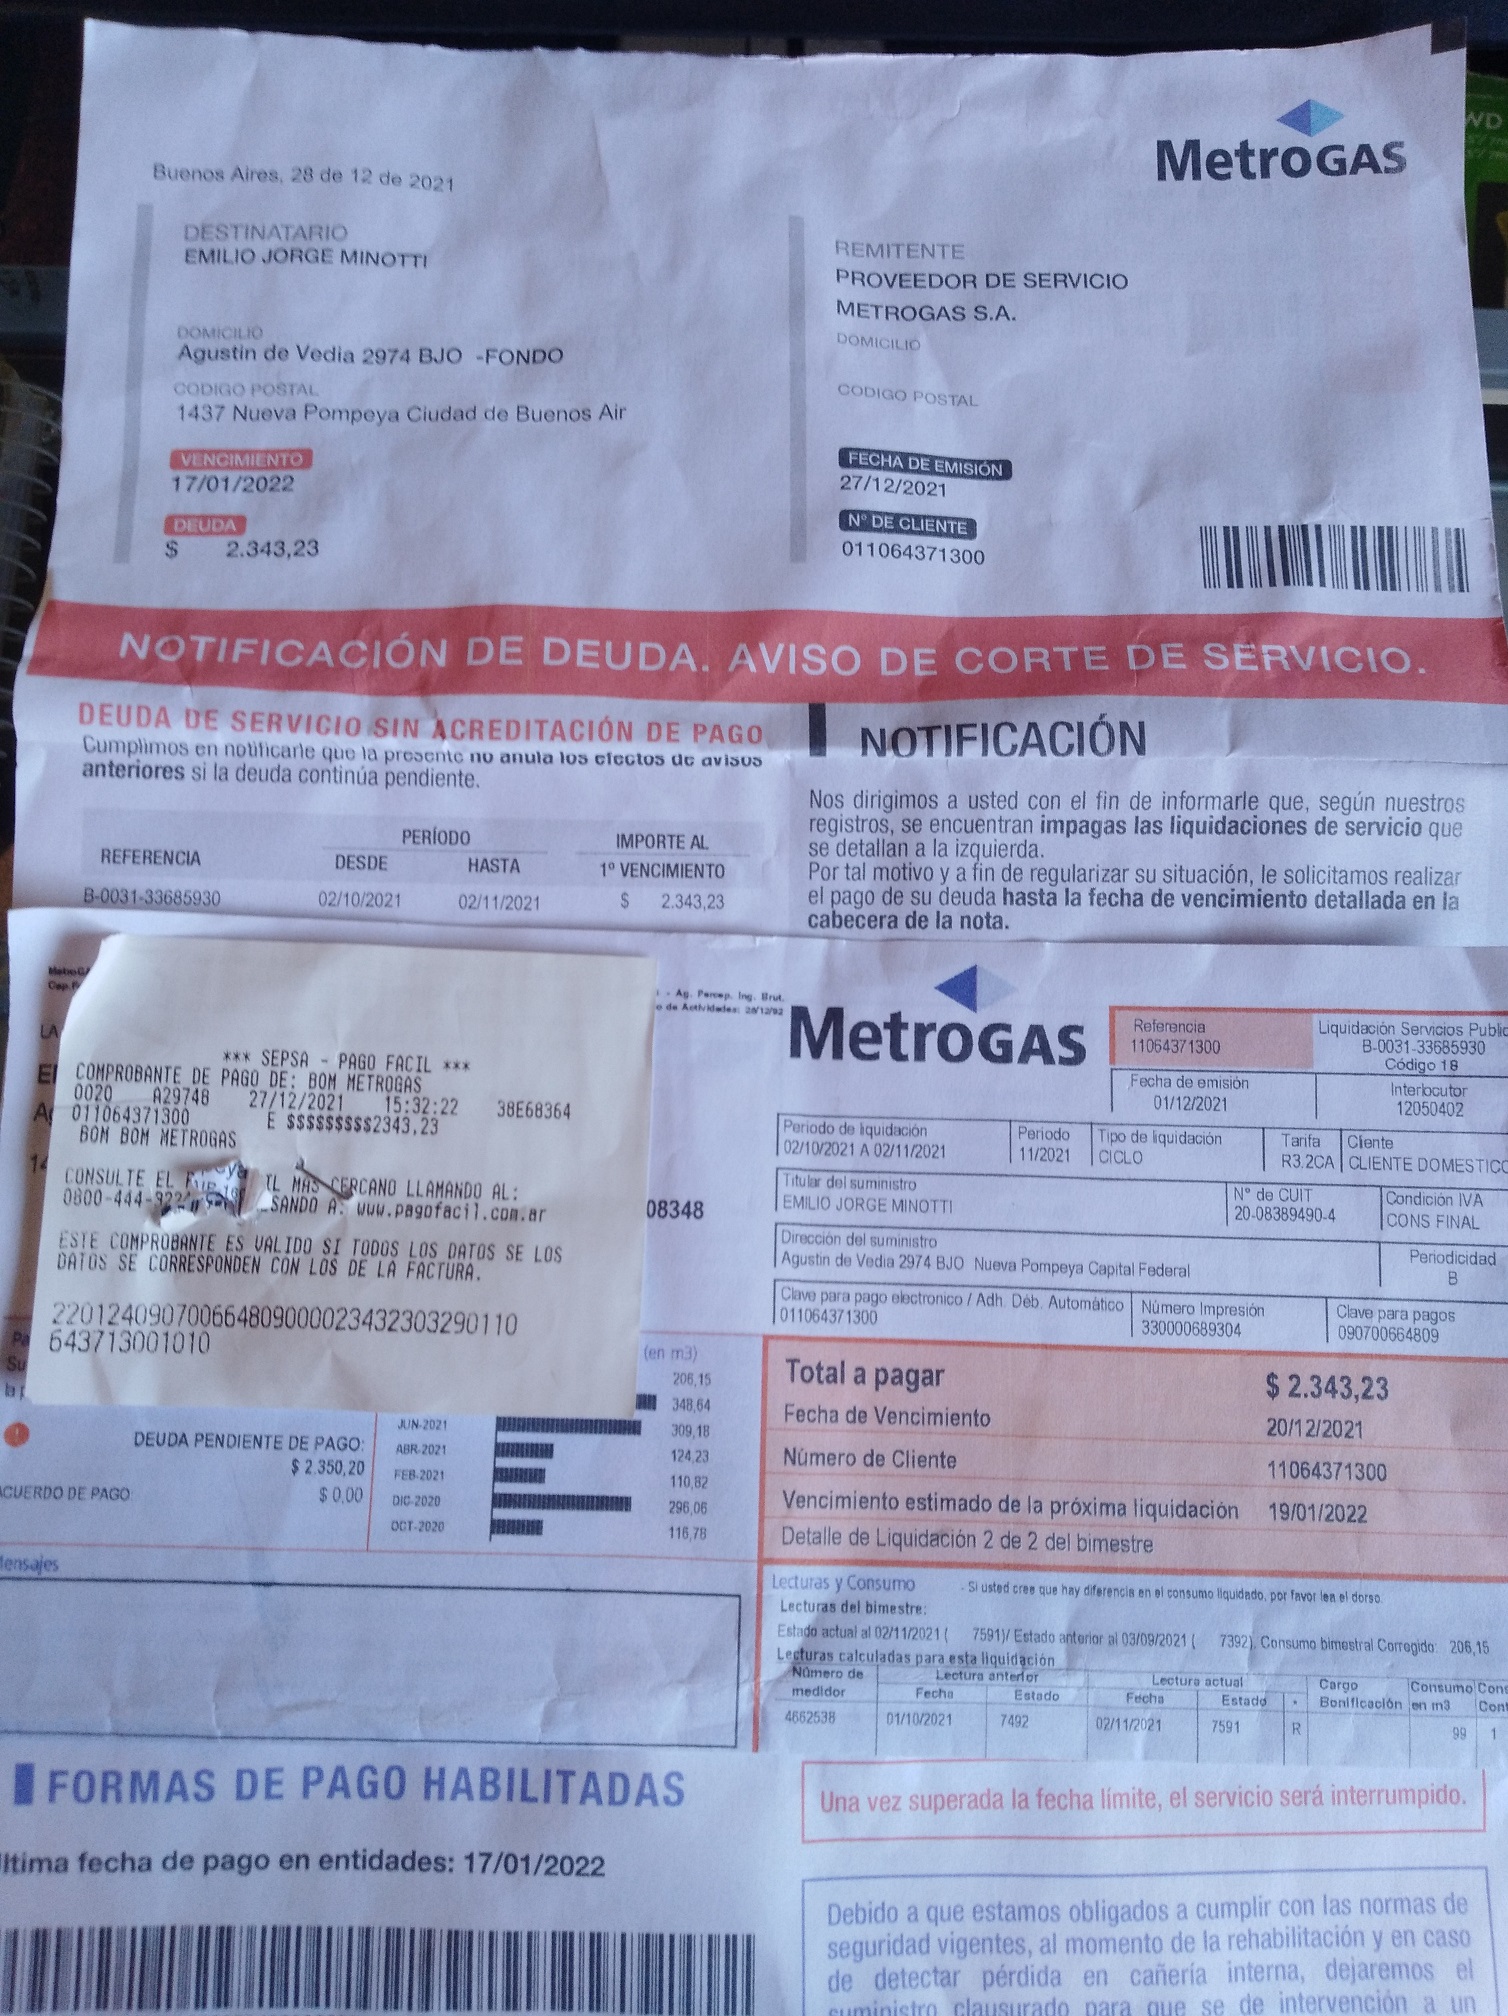 MetroGAS
Buenos Aires, 28 de 12 de 2021
DESTINATARIO
EMILIO JORGE MINOTTI
DOMICILIO
Agustin de Vedia 2974 BJO -FONDO
CODIGO POSTAL
1437 Nueva Pompeya Ciudad de Buenos Air
VENCIMIENTO
17/01/2022
DEUDA
$ 2.343,23
REMITENTE
PROVEEDOR DE SERVICIO
METROGAS S.A.
DOMICILIO
CODIGO POSTAL
FECHA DE EMISIÓN
27/12/2021
N° DE CLIENTE
011064371300
NOTIFICACIÓN DE DEUDA. AVISO DE CORTE DE SERVICIO.
DEUDA DE SERVICIO SIN ACREDITACIÓN DE PAGO
Cumplimos en notificarle que la presente no anula los efectos de avisos
anteriores si la deuda continúa pendiente.
REFERENCIA
PERÍODO
DESDE HASTA
IMPORTE AL
1º VENCIMIENTO
B-0031-33685930 02/10/2021 02/11/2021 $ 2.343,23
NOTIFICACIÓN
Nos dirigimos a usted con el fin de informarle que, según nuestros
registros, se encuentran impagas las liquidaciones de servicio que
se detallan a la izquierda.
Por tal motivo y a fin de regularizar su situación, le solicitamos realizar
el pago de su deuda hasta la fecha de vencimiento detallada en la
cabecera de la nota.
*** SEPSA - PAGO FACIL ***
COMPROBANTE DE PAGO DE: BOM METROGAS
0020 A29748 27/12/2021 15:32:22 38E68364
011064371300 E $$$$$$$$$2343,23
BOM BOM METROGAS
CONSULTE EL MAS CERCANO LLAMANDO AL:
0800-444- SANDO A: www.pagofacil.com.ar
ESTE COMPROBANTE ES VALIDO SI TODOS LOS DATOS SE LOS
DATOS SE CORRESPONDEN CON LOS DE LA FACTURA.
220124090700664809000023432303290110
643713001010
- Ag. Percep. Ing. Brut.
o de Actividades: 28/12/92
08348
MetroGAS
Referencia
11064371300
Liquidación Servicios Public
B-0031-33685930
Código 18
Fecha de emisión
01/12/2021
Interlocutor
12050402
Periodo de liquidación
02/10/2021 A 02/11/2021
Periodo
11/2021
Tipo de liquidación
CICLO
Tarifa
R3.2CA
Cliente
CLIENTE DOMESTICO
Titular del suministro
EMILIO JORGE MINOTTI
N° de CUIT
20-08389490-4
Condición IVA
CONS FINAL
Dirección del suministro
Agustin de Vedia 2974 BJO Nueva Pompeya Capital Federal
Periodicidad
B
Clave para pago electronico / Adh. Déb. Automático
011064371300
Número Impresión
330000689304
Clave para pagos
090700664809
Total a pagar $ 2.343,23
Fecha de Vencimiento 20/12/2021
Número de Cliente 11064371300
Vencimiento estimado de la próxima liquidación 19/01/2022
Detalle de Liquidación 2 de 2 del bimestre
(en m3)
206,15
348,64
JUN-2021 309,18
ABR-2021 124,23
FEB-2021 110,82
DIC-2020 296,06
OCT-2020 116,78
DEUDA PENDIENTE DE PAGO:
$ 2.350,20
ACUERDO DE PAGO $ 0,00
Mensajes
Lecturas y Consumo - Si usted cree que hay diferencia en el consumo liquidado, por favor lea el dorso.
Lecturas del bimestre:
Estado actual al 02/11/2021 ( 7591)/ Estado anterior al 03/09/2021 ( 7392), Consumo bimestral Corregido: 206,15
Lecturas calculadas para esta liquidación
Número de
medidor
Lectura anterior
Fecha Estado
Lectura actual
Fecha Estado *
Cargo
Bonificación
Consumo
en m3
Cons
Cont
4662538 01/10/2021 7492 02/11/2021 7591 R 99 1
FORMAS DE PAGO HABILITADAS
ltima fecha de pago en entidades: 17/01/2022
Una vez superada la fecha límite, el servicio será interrumpido.
Debido a que estamos obligados a cumplir con las normas de
seguridad vigentes, al momento de la rehabilitación y en caso
de detectar pérdida en cañería interna, dejaremos el
suministro clausurado para que se de intervención a un